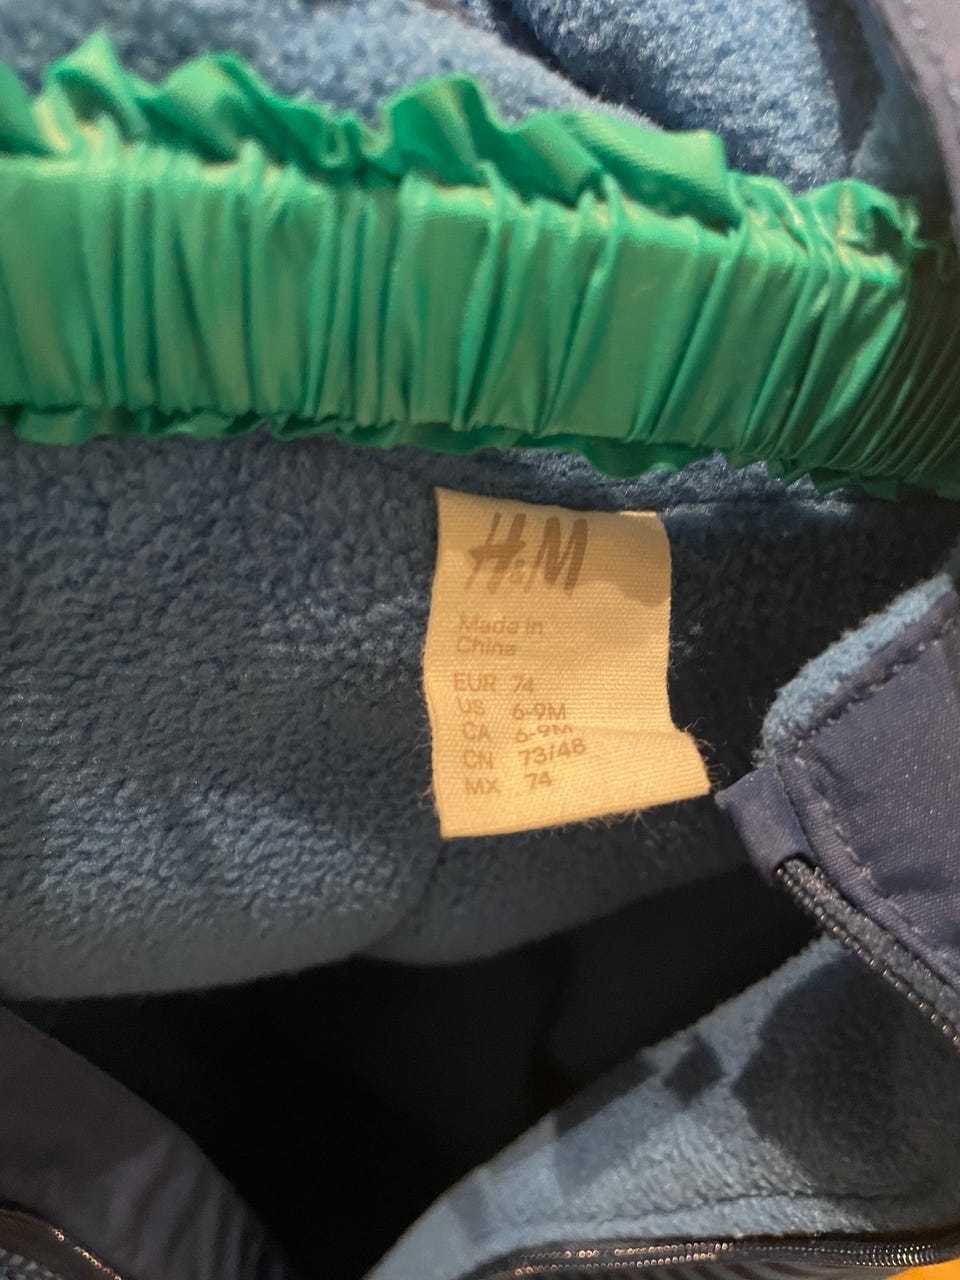 H&M
Made in
China
EUR 74
US 6-9M
CA 6-9M
CN 73/48
MX 74